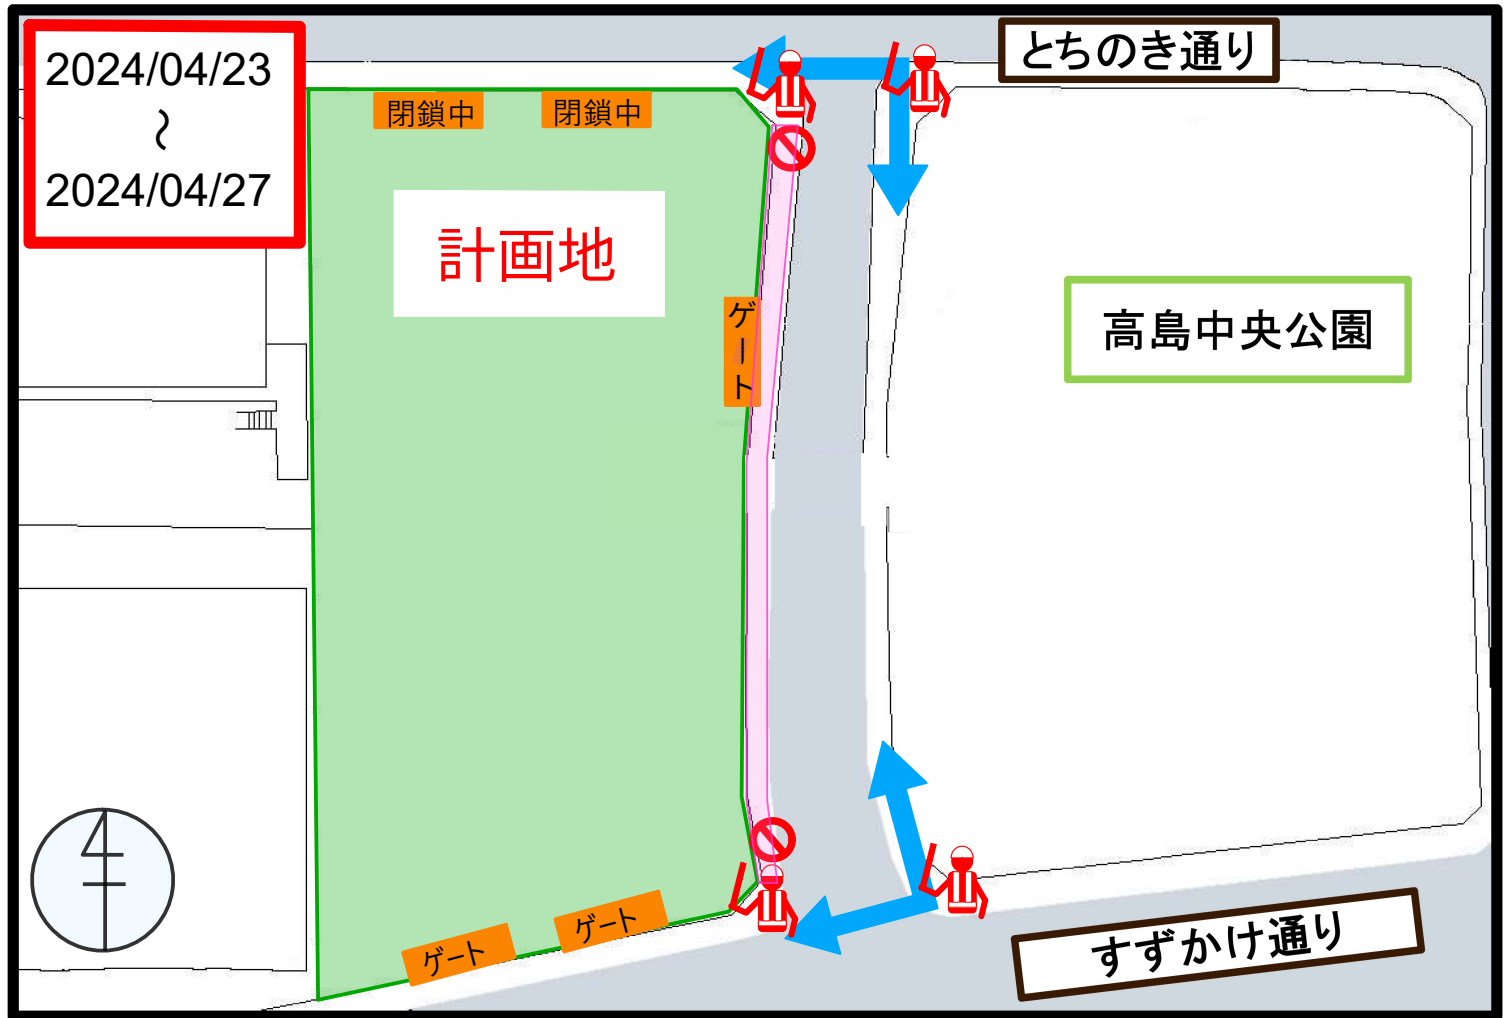 2024/04/23
～
2024/04/27
とちのき通り
閉鎖中
閉鎖中
計画地
ゲート
高島中央公園
ゲート
ゲート
すずかけ通り